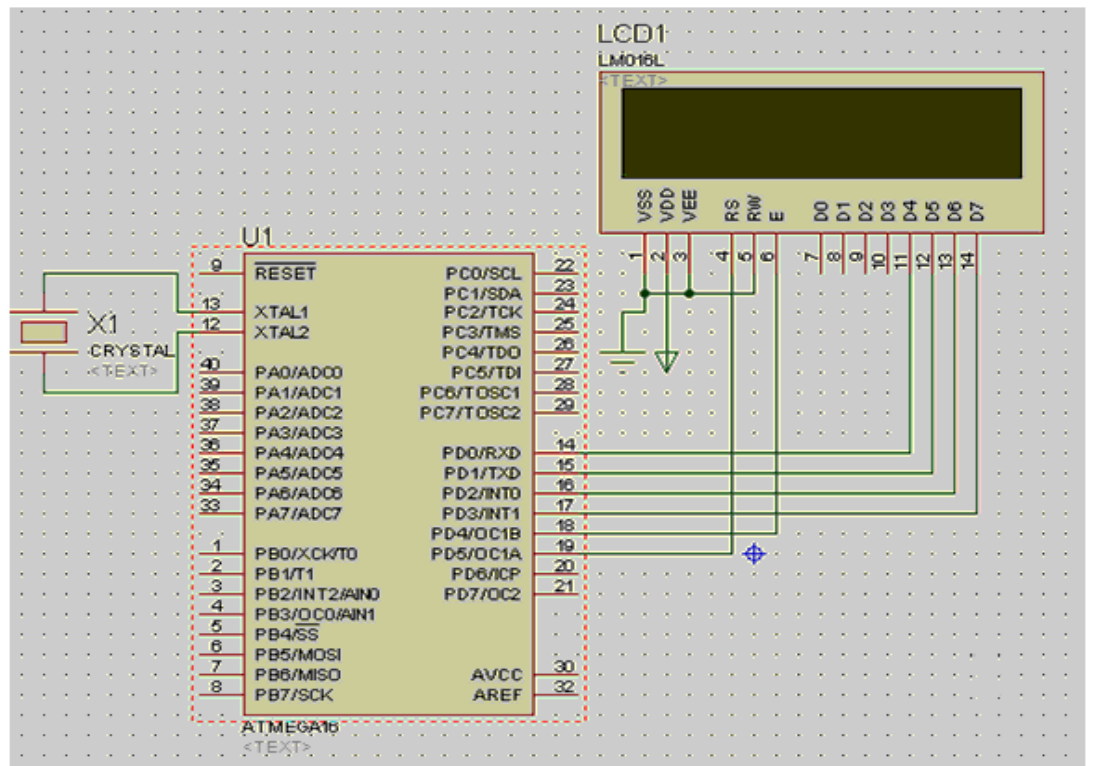 LCD1
LM016L
<TEXT>
VSS VDD VEE RS RW E D0 D1 D2 D3 D4 D5 D6 D7
1 2 3 4 5 6 7 8 9 10 11 12 13 14
U1
9 RESET PC0/SCL 22
PC1/SDA 23
13 XTAL1 PC2/TCK 24
12 XTAL2 PC3/TMS 25
PC4/TDO 26
40 PA0/ADC0 PC5/TDI 27
39 PA1/ADC1 PC6/TOSC1 28
38 PA2/ADC2 PC7/TOSC2 29
37 PA3/ADC3
36 PA4/ADC4 PD0/RXD 14
35 PA5/ADC5 PD1/TXD 15
34 PA6/ADC6 PD2/INT0 16
33 PA7/ADC7 PD3/INT1 17
PD4/OC1B 18
1 PB0/XCK/T0 PD5/OC1A 19
2 PB1/T1 PD6/ICP 20
3 PB2/INT2/AIN0 PD7/OC2 21
4 PB3/OC0/AIN1
5 PB4/SS
6 PB5/MOSI
7 PB6/MISO AVCC 30
8 PB7/SCK AREF 32
ATMEGA16
<TEXT>
X1
CRYSTAL
<TEXT>